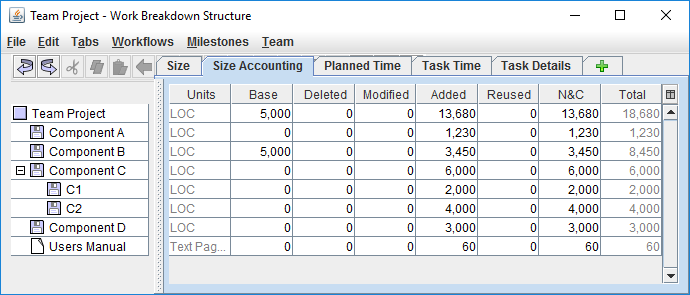 Team Project - Work Breakdown Structure
File Edit Tabs Workflows Milestones Team
Size Size Accounting Planned Time Task Time Task Details
Units Base Deleted Modified Added Reused N&C Total
Team Project LOC 5,000 0 0 13,680 0 13,680 18,680
Component A LOC 0 0 0 1,230 0 1,230 1,230
Component B LOC 5,000 0 0 3,450 0 3,450 8,450
Component C LOC 0 0 0 6,000 0 6,000 6,000
C1 LOC 0 0 0 2,000 0 2,000 2,000
C2 LOC 0 0 0 4,000 0 4,000 4,000
Component D LOC 0 0 0 3,000 0 3,000 3,000
Users Manual Text Pag... 0 0 0 60 0 60 60